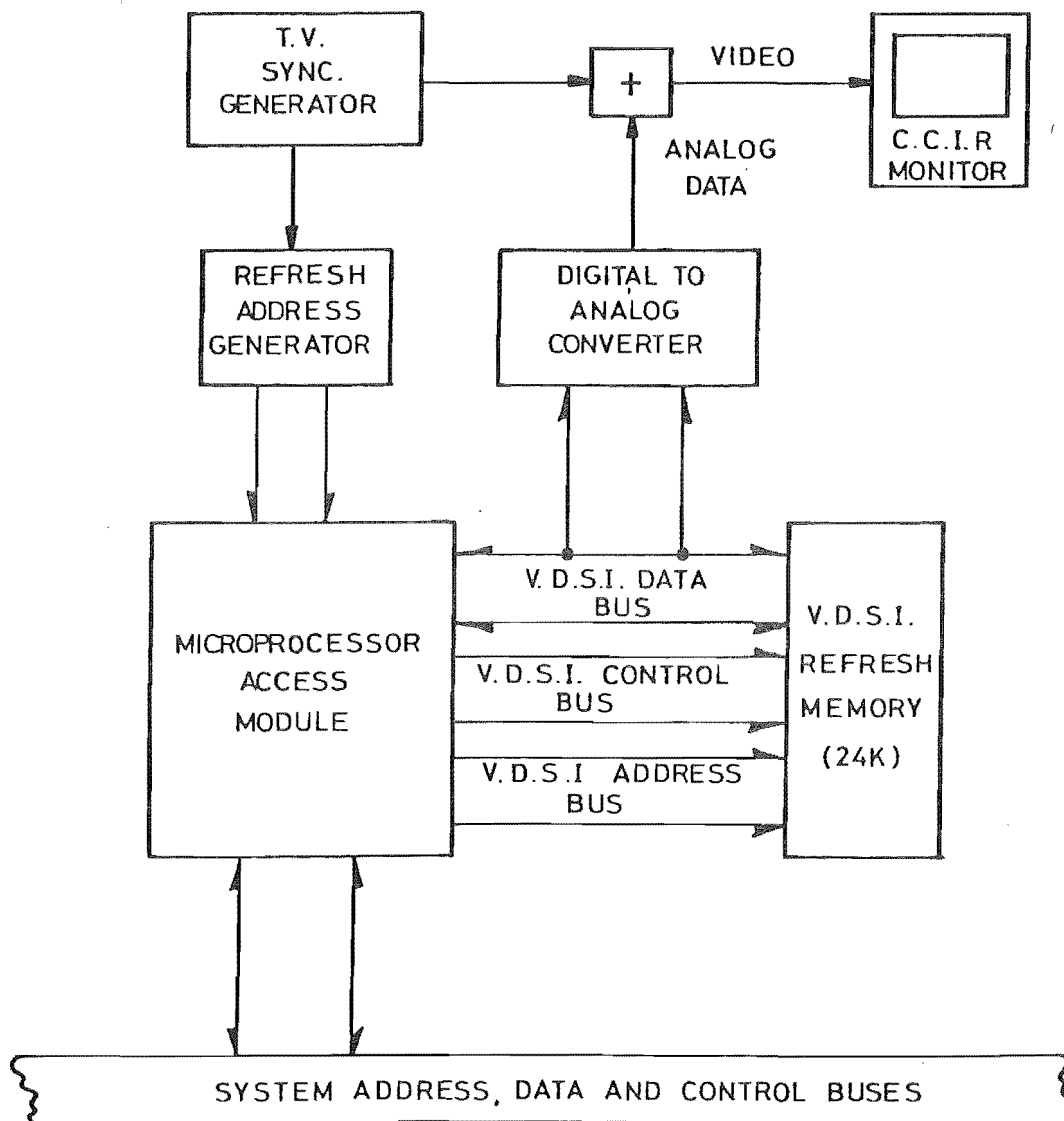 T.V.
SYNC.
GENERATOR
+
VIDEO
C.C.I.R
MONITOR
ANALOG
DATA
REFRESH
ADDRESS
GENERATOR
DIGITAL TO
ANALOG
CONVERTER
MICROPROCESSOR
ACCESS
MODULE
V.D.S.I. DATA
BUS
V.D.S.I. CONTROL
BUS
V.D.S.I ADDRESS
BUS
V.D.S.I.
REFRESH
MEMORY
(24K)
SYSTEM ADDRESS, DATA AND CONTROL BUSES